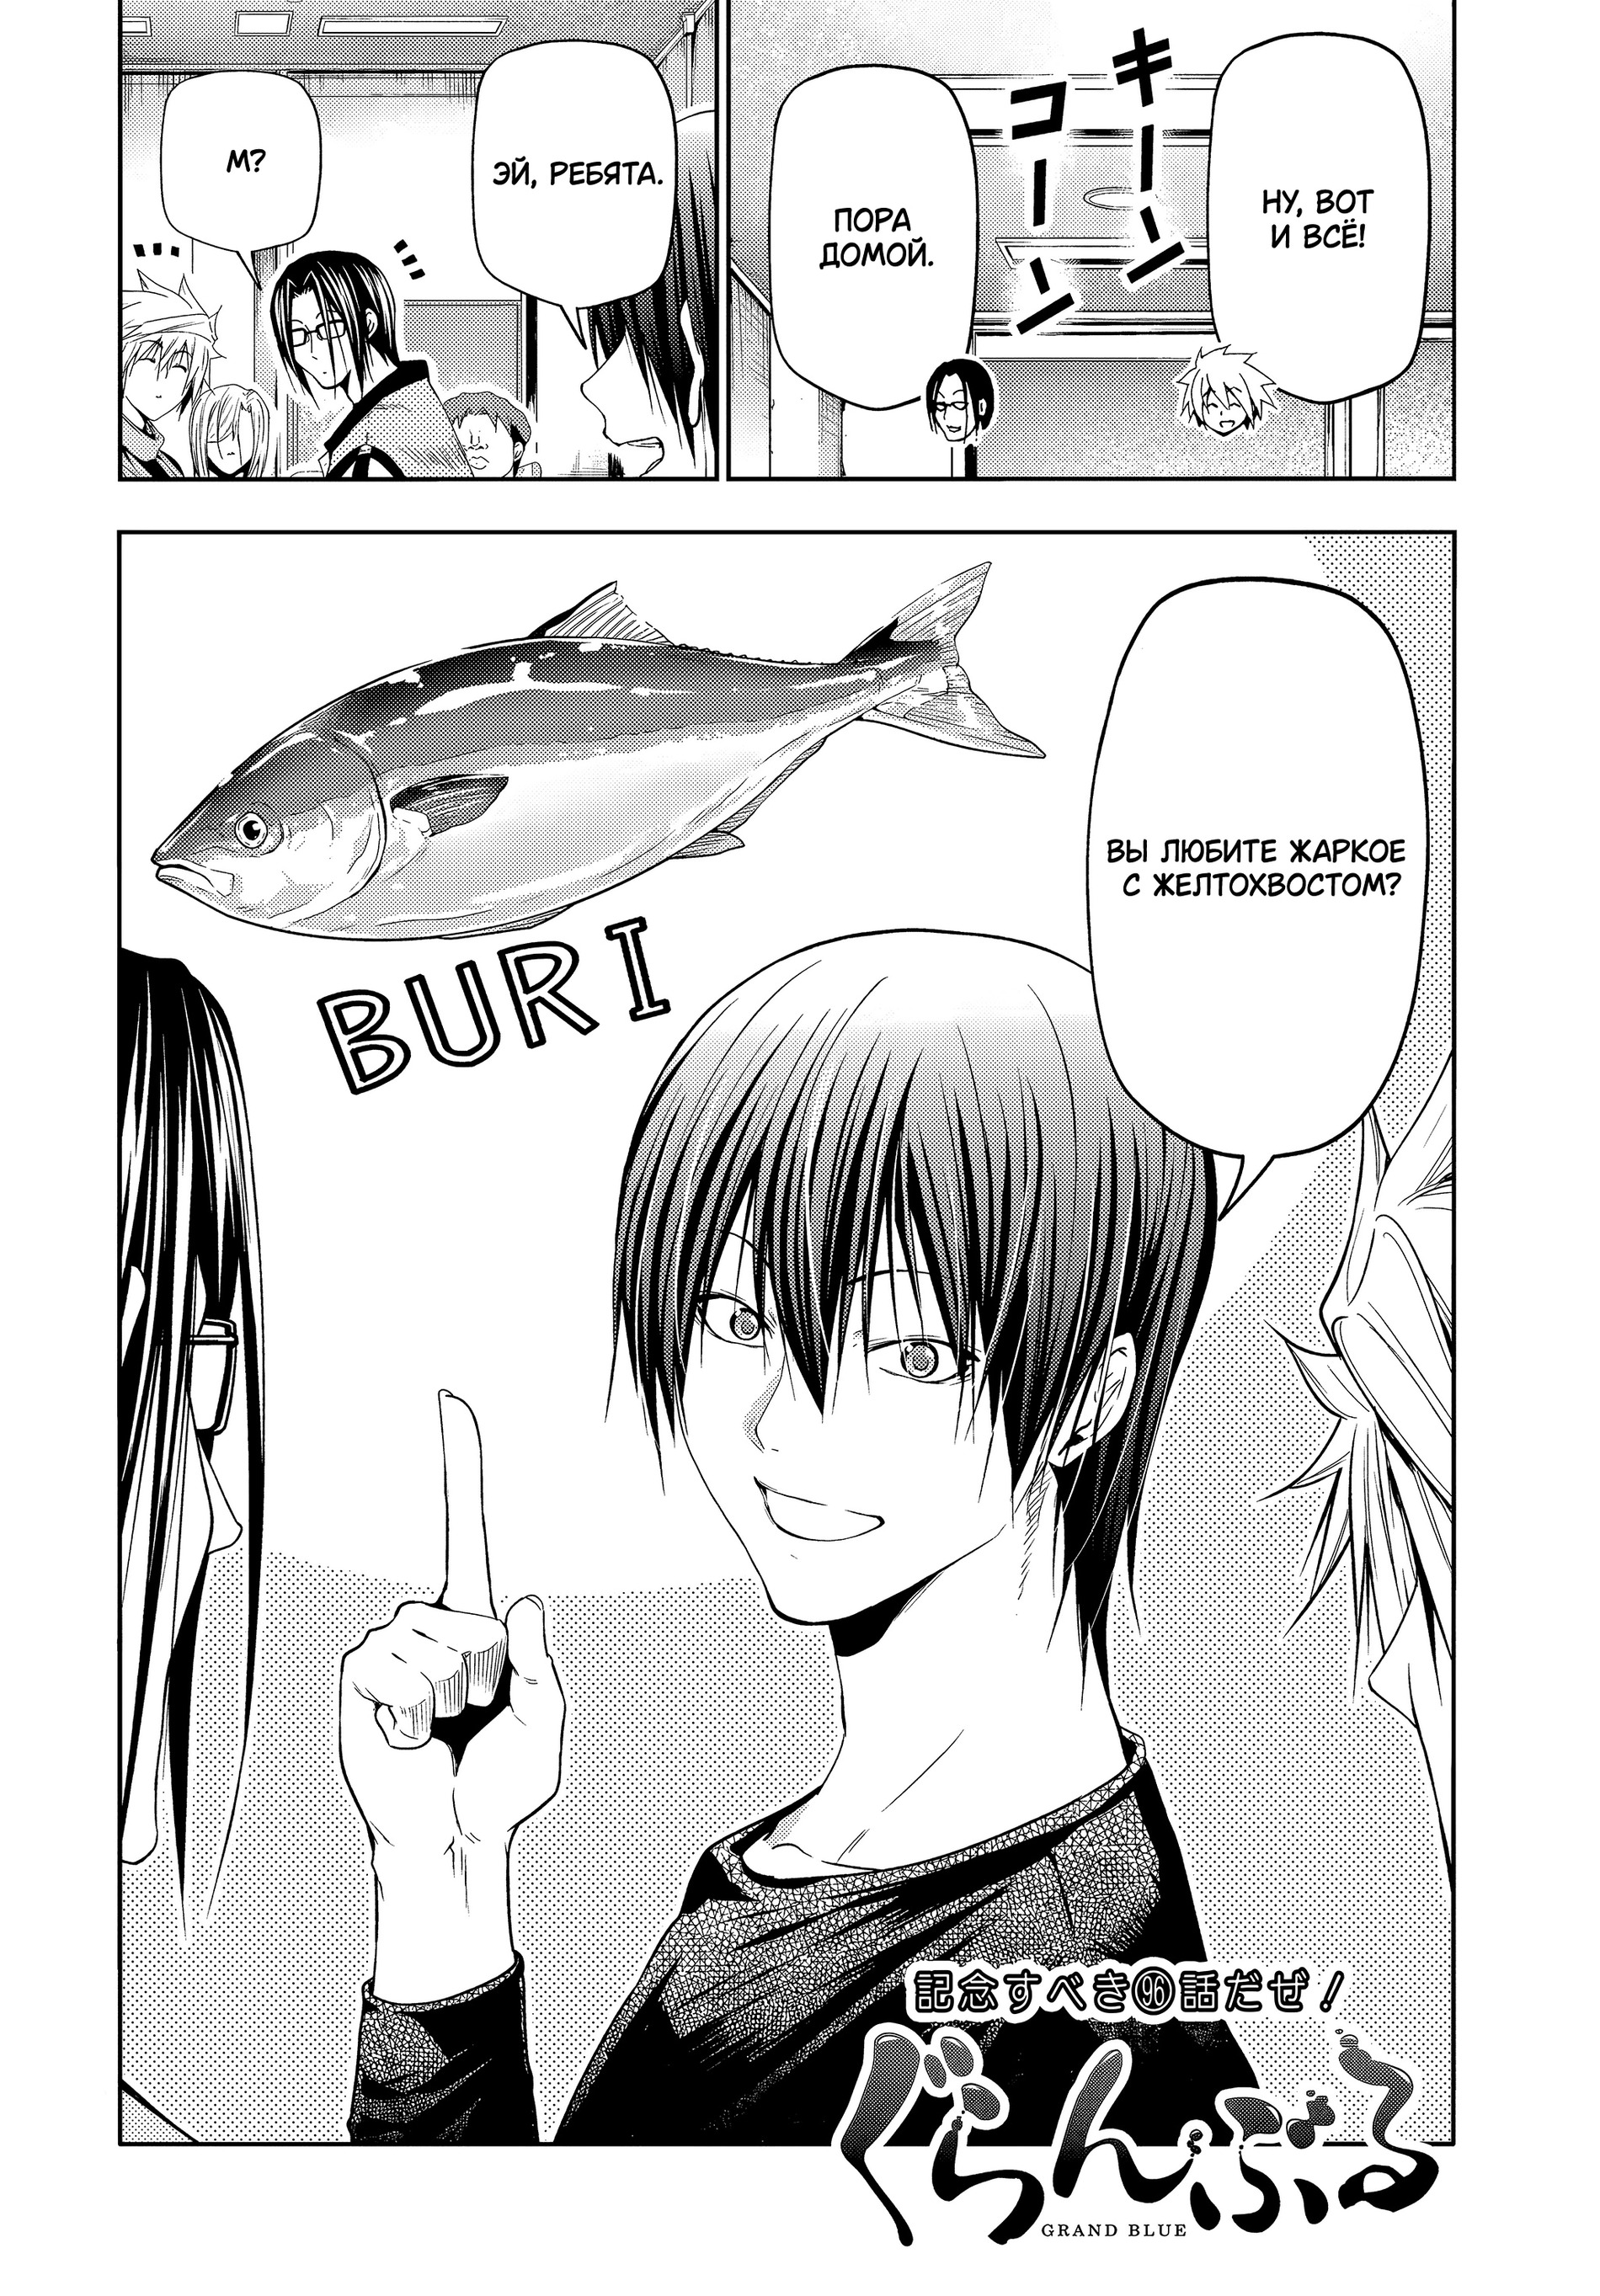 НУ, ВОТ
И ВСЁ!
キーン
コーン
ПОРА
ДОМОЙ.
ЭЙ, РЕБЯТА.
М?
ВЫ ЛЮБИТЕ ЖАРКОЕ
С ЖЕЛТОХВОСТОМ?
BURI
記念すべき96話だぜ!
ぐらんぶる
GRAND BLUE